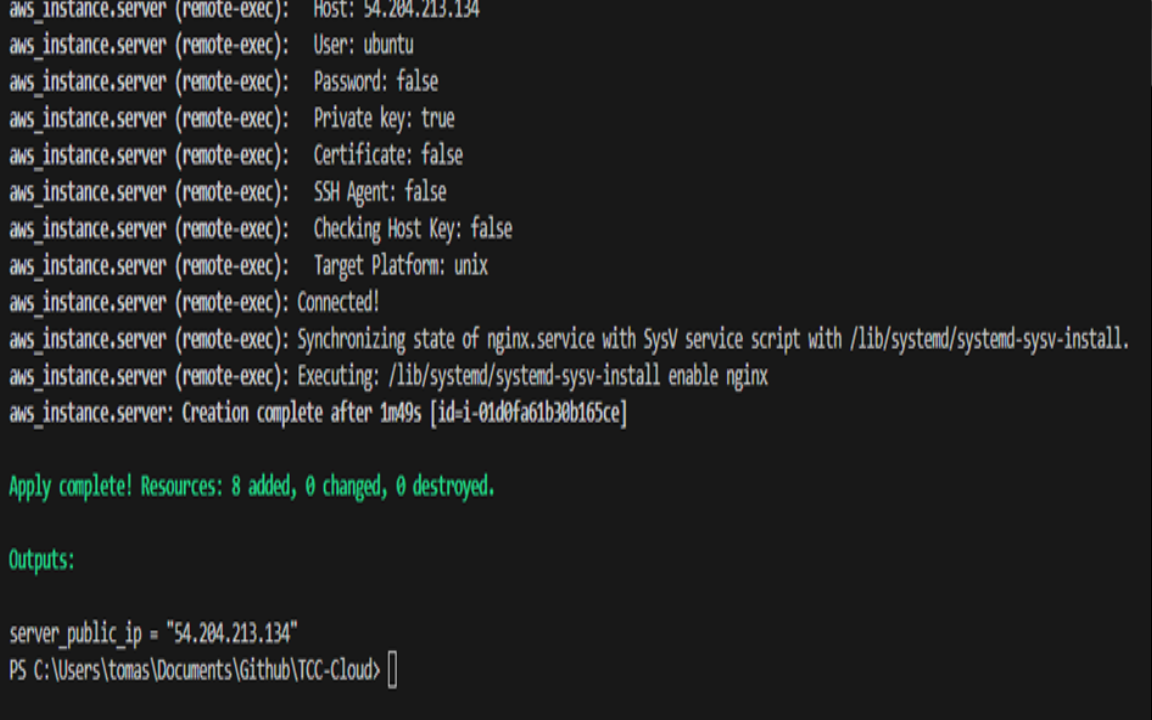 aws_instance.server (remote-exec):   Host: 54.204.213.134
aws_instance.server (remote-exec):   User: ubuntu
aws_instance.server (remote-exec):   Password: false
aws_instance.server (remote-exec):   Private key: true
aws_instance.server (remote-exec):   Certificate: false
aws_instance.server (remote-exec):   SSH Agent: false
aws_instance.server (remote-exec):   Checking Host Key: false
aws_instance.server (remote-exec):   Target Platform: unix
aws_instance.server (remote-exec): Connected!
aws_instance.server (remote-exec): Synchronizing state of nginx.service with SysV service script with /lib/systemd/systemd-sysv-install.
aws_instance.server (remote-exec): Executing: /lib/systemd/systemd-sysv-install enable nginx
aws_instance.server: Creation complete after 1m49s [id=i-01d0fa61b30b165ce]
Apply complete! Resources: 8 added, 0 changed, 0 destroyed.
Outputs:
server_public_ip = "54.204.213.134"
PS C:\Users\tomas\Documents\Github\TCC-Cloud>